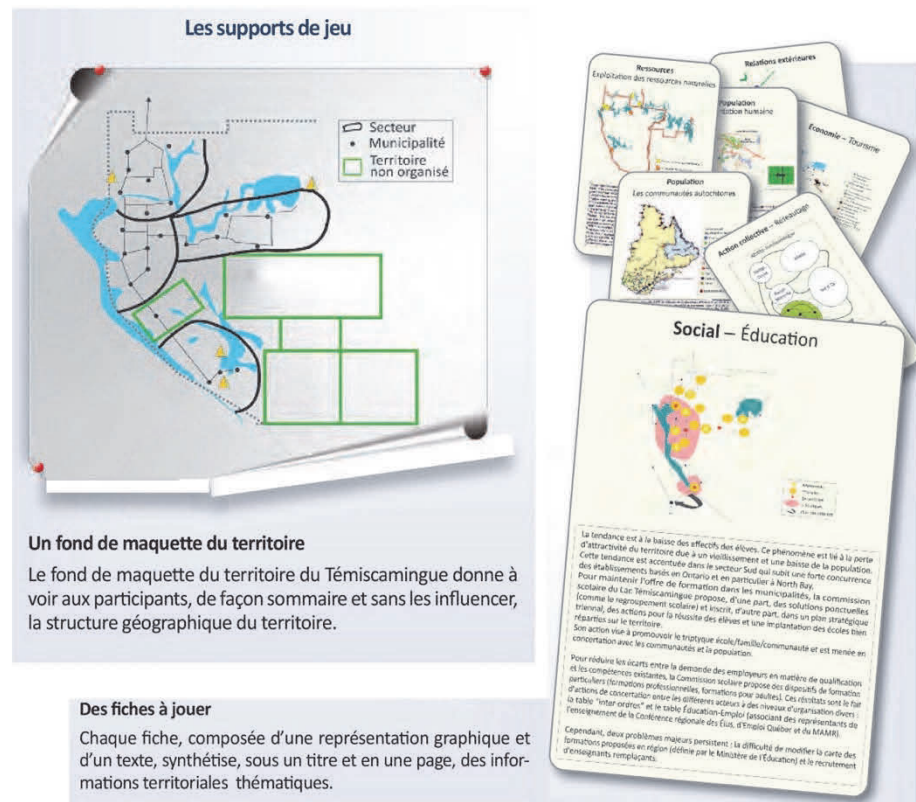 Les supports de jeu
Secteur
Municipalité
Territoire
non organisé
Un fond de maquette du territoire
Le fond de maquette du territoire du Témiscamingue donne à
voir aux participants, de façon sommaire et sans les influencer,
la structure géographique du territoire.
Des fiches à jouer
Chaque fiche, composée d'une représentation graphique et
d'un texte, synthétise, sous un titre et en une page, des infor-
mations territoriales thématiques.
Ressources
Exploitation des ressources naturelles
Relations extérieures
Population
Economie – Tourisme
Population
Les communautés autochtones
Action collective – Réseautage
Social – Éducation
La tendance est à la baisse des effectifs des élèves. Ce phénomène est lié à la perte
d'attractivité du territoire due à un vieillissement et une baisse de la population.
Cette tendance est accentuée dans le secteur Sud qui subit une forte concurrence
des établissements basés en Ontario et en particulier à North Bay.
Pour maintenir l'offre de formation dans les municipalités, la commission
scolaire du Lac Témiscamingue propose, d'une part, des solutions ponctuelles
(comme le regroupement scolaire) et inscrit, d'autre part, dans un plan stratégique
triennal, des actions pour la réussite des élèves et une implantation des écoles bien
réparties sur le territoire.
Son action vise à promouvoir le triptyque école/famille/communauté et est menée en
concertation avec les communautés et la population.
Pour réduire les écarts entre la demande des employeurs en matière de qualification
et les compétences existantes, la Commission scolaire propose des dispositifs de formation
particuliers (formations professionnelles, formations pour adultes). Ces résultats sont le fait
d'actions de concertation entre les différents acteurs à des niveaux d'organisation divers :
la table "inter ordres" et le table Éducation-Emploi (associant des représentants de
l'enseignement de la Conférence régionale des Élus, d'Emploi Québec et du MAMR).
Cependant, deux problèmes majeurs persistent : la difficulté de modifier la carte des
formations proposées en région (définie par le Ministère de l'Éducation) et le recrutement
d'enseignants remplaçants.